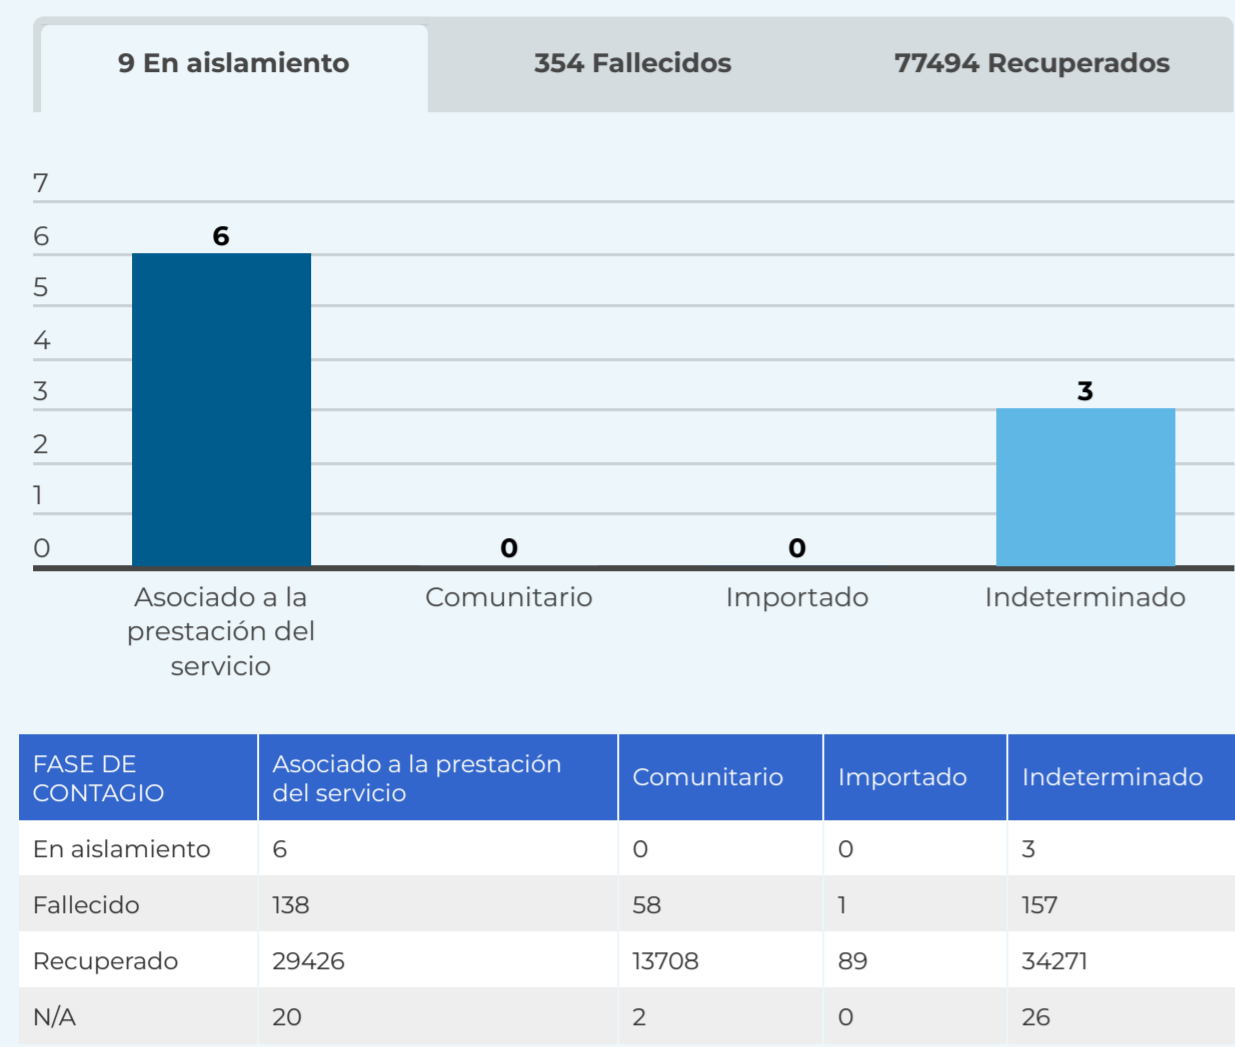 9 En aislamiento 354 Fallecidos 77494 Recuperados
7
6 6
5
4
3 3
2
1
0 0 0
Asociado a la Comunitario Importado Indeterminado
prestación del
servicio
FASE DE CONTAGIO Asociado a la prestación del servicio Comunitario Importado Indeterminado
En aislamiento 6 0 0 3
Fallecido 138 58 1 157
Recuperado 29426 13708 89 34271
N/A 20 2 0 26